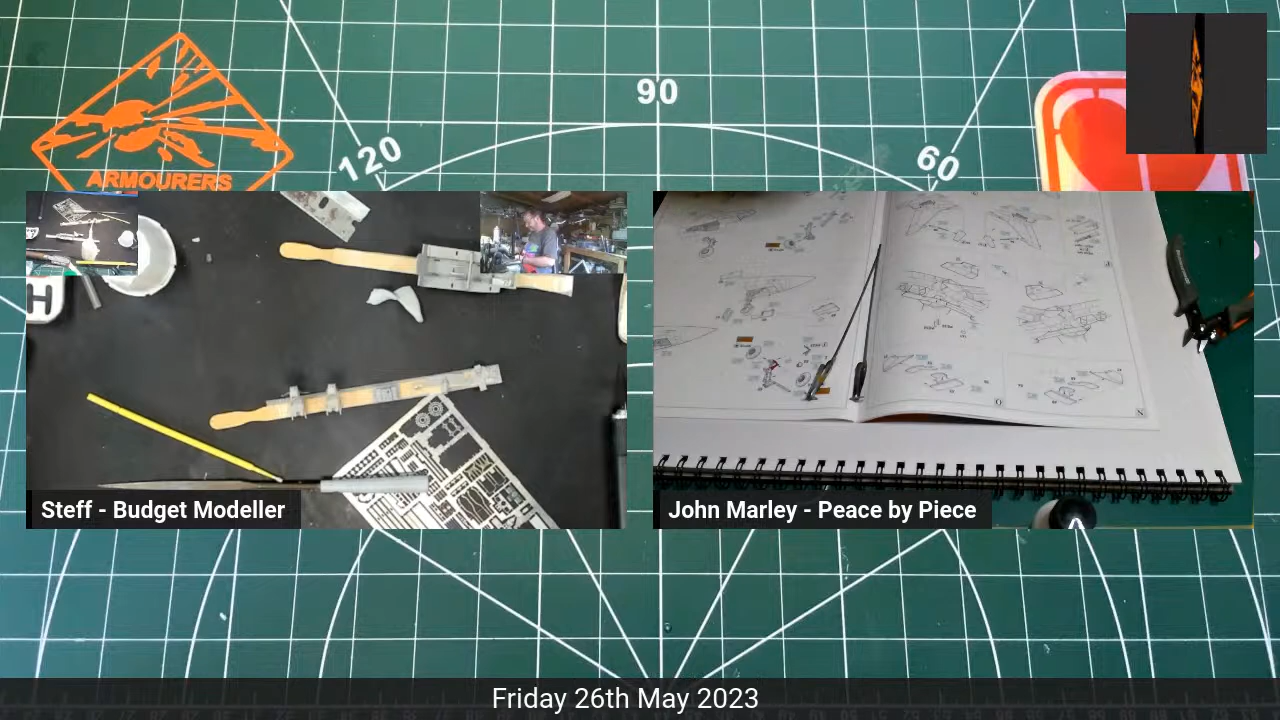 90
120
60
ARMOURERS
H
Steff - Budget Modeller
John Marley - Peace by Piece
Friday 26th May 2023